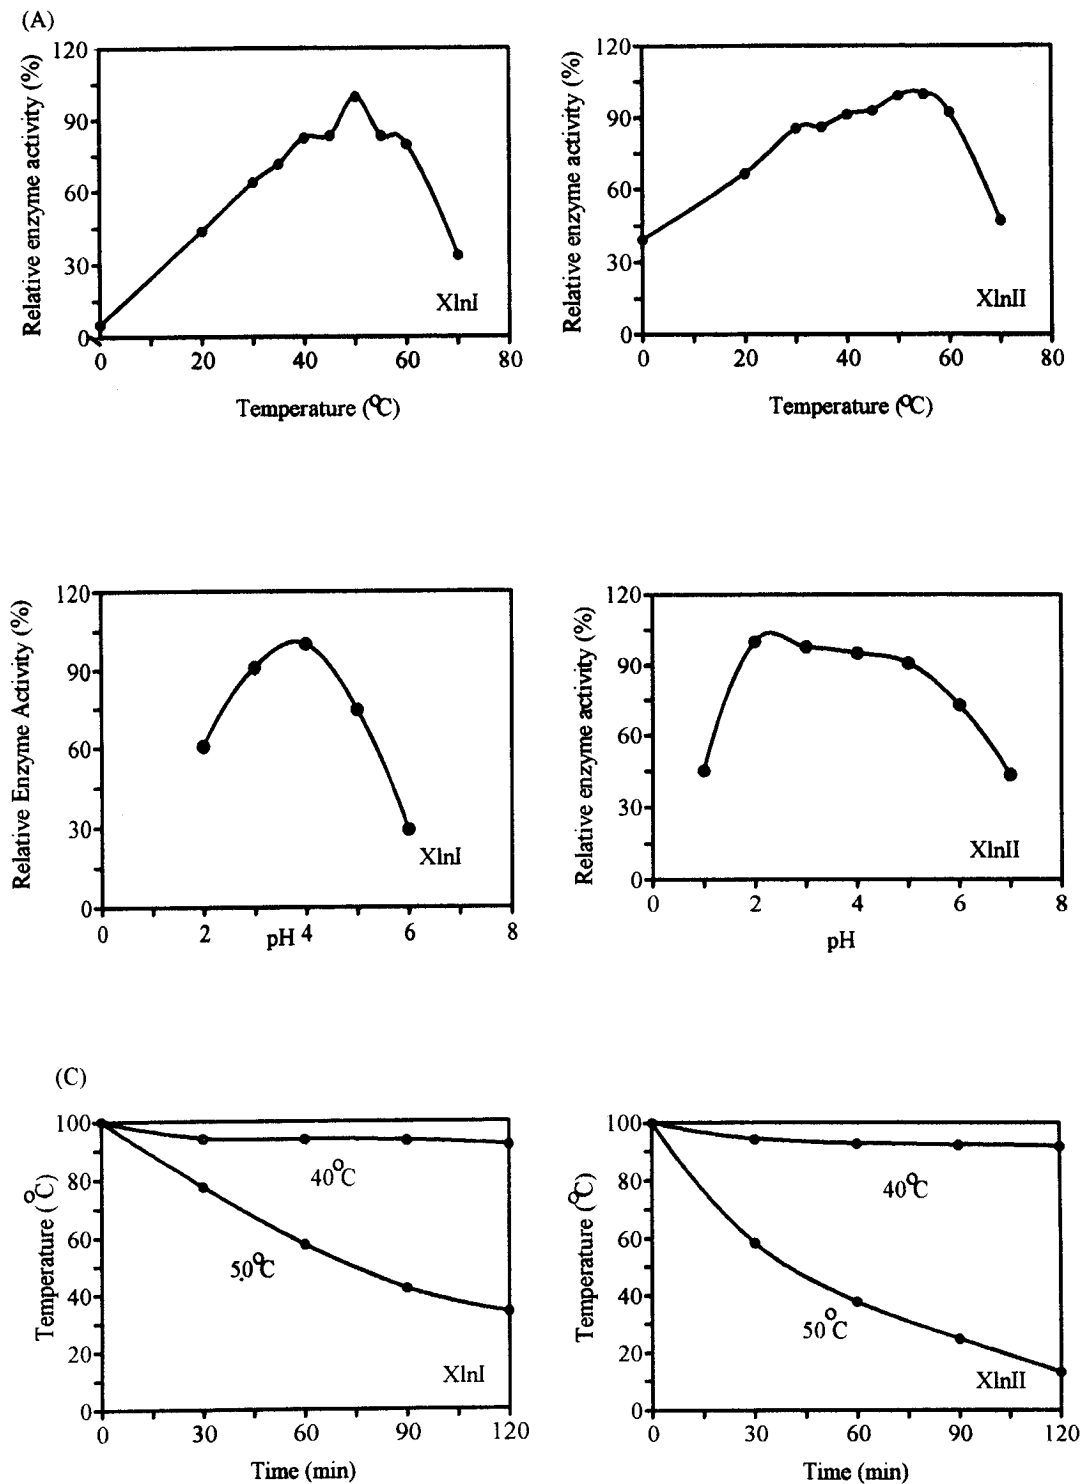 (A)
Relative enzyme activity (%)
120
90
60
30
0
XlnI
0 20 40 60 80
Temperature (°C)
Relative enzyme activity (%)
120
90
60
30
0
XlnII
0 20 40 60 80
Temperature (°C)
Relative Enzyme Activity (%)
120
90
60
30
0
XlnI
0 2 4 6 8
pH
Relative enzyme activity (%)
120
90
60
30
0
XlnII
0 2 4 6 8
pH
(C)
Temperature (°C)
100
80
60
40
20
0
40°C
50°C
XlnI
0 30 60 90 120
Time (min)
Temperature (°C)
100
80
60
40
20
0
40°C
50°C
XlnII
0 30 60 90 120
Time (min)